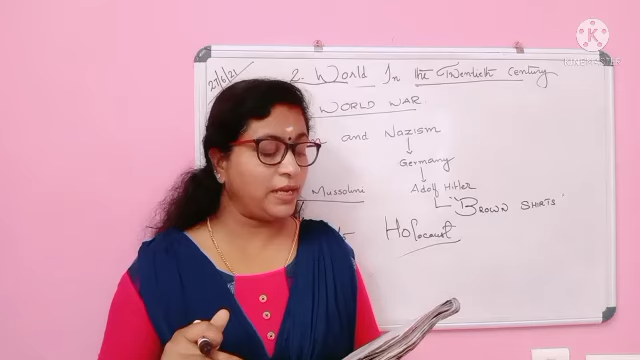 27/6/21
2. World In the Twentieth Century
WORLD WAR
and Nazism
Germany
Mussolini
Adolf Hitler
"BROWN SHIRTS"
Holocaust
K
KINEMASTER